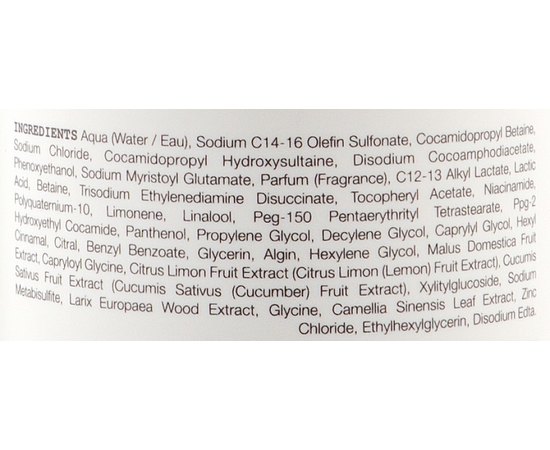 INGREDIENTS Aqua (Water / Eau), Sodium C14-16 Olefin Sulfonate, Cocamidopropyl Betaine,
Sodium Chloride, Cocamidopropyl Hydroxysultaine, Disodium Cocoamphodiacetate,
Phenoxyethanol, Sodium Myristoyl Glutamate, Parfum (Fragrance), C12-13 Alkyl Lactate, Lactic
Acid, Betaine, Trisodium Ethylenediamine Disuccinate, Tocopheryl Acetate, Niacinamide,
Polyquaternium-10, Limonene, Linalool, Peg-150 Pentaerythrityl Tetrastearate, Ppg-2
Hydroxyethyl Cocamide, Panthenol, Propylene Glycol, Decylene Glycol, Caprylyl Glycol, Hexyl
Cinnamal, Citral, Benzyl Benzoate, Glycerin, Algin, Hexylene Glycol, Malus Domestica Fruit
Extract, Capryloyl Glycine, Citrus Limon Fruit Extract (Citrus Limon (Lemon) Fruit Extract), Cucumis
Sativus Fruit Extract (Cucumis Sativus (Cucumber) Fruit Extract), Xylitylglucoside, Sodium
Metabisulfite, Larix Europaea Wood Extract, Glycine, Camellia Sinensis Leaf Extract, Zinc
Chloride, Ethylhexylglycerin, Disodium Edta.